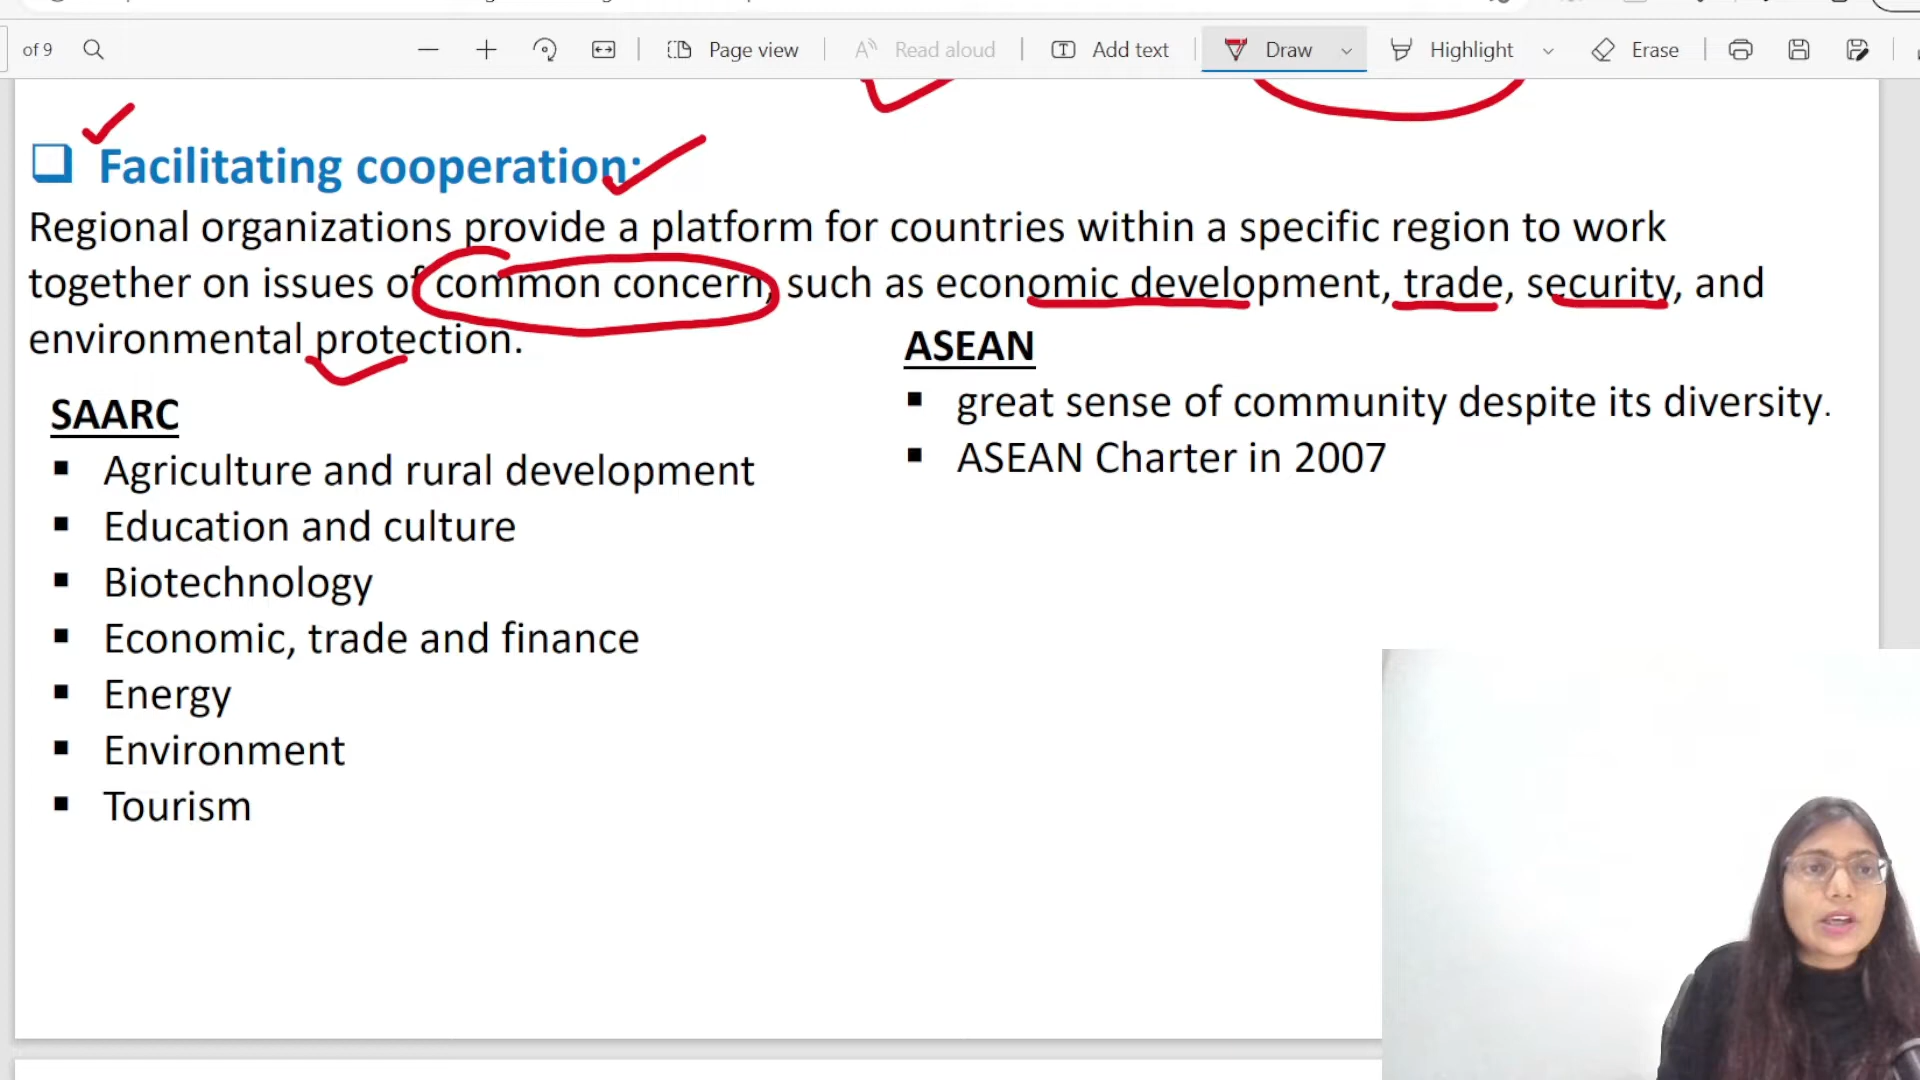 of 9
Page view
Read aloud
Add text
Draw
Highlight
Erase
Facilitating cooperation:
Regional organizations provide a platform for countries within a specific region to work
together on issues of common concern, such as economic development, trade, security, and
environmental protection.
SAARC
Agriculture and rural development
Education and culture
Biotechnology
Economic, trade and finance
Energy
Environment
Tourism
ASEAN
great sense of community despite its diversity.
ASEAN Charter in 2007